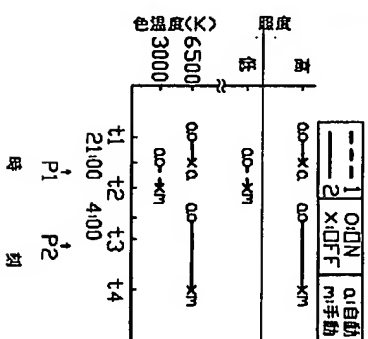 1 O:ON a:自動
2 X:OFF m:手動
照度
高
低
色温度(K)
6500
3000
a a a m
a m
a a a m
a m
t1 21:00 t2 4:00 t3 t4
P1 P2
時 刻